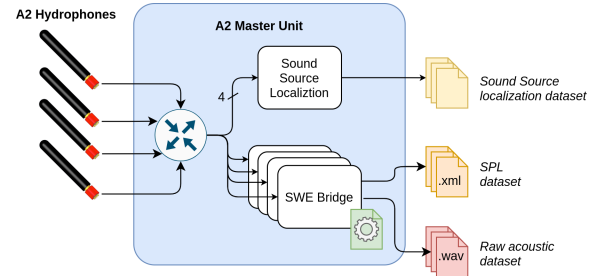 A2 Hydrophones
A2 Master Unit
Sound
Source
Localiztion
4
Sound Source
localization dataset
SWE Bridge
.xml
SPL
dataset
.wav
Raw acoustic
dataset